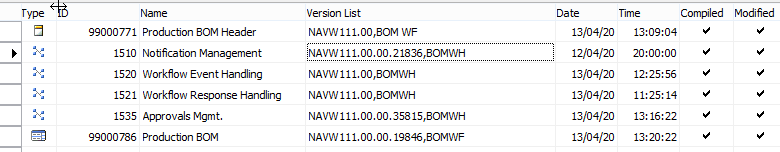 Type ID Name Version List Date Time Compiled Modified
99000771 Production BOM Header NAVW111.00,BOM WF 13/04/20 13:09:04
1510 Notification Management NAVW111.00.00.21836,BOMWH 12/04/20 20:00:00
1520 Workflow Event Handling NAVW111.00,BOMWH 13/04/20 12:25:56
1521 Workflow Response Handling NAVW111.00,BOMWH 13/04/20 11:25:14
1535 Approvals Mgmt. NAVW111.00.00.35815,BOMWH 13/04/20 13:16:22
99000786 Production BOM NAVW111.00.00.19846,BOMWF 13/04/20 13:20:22